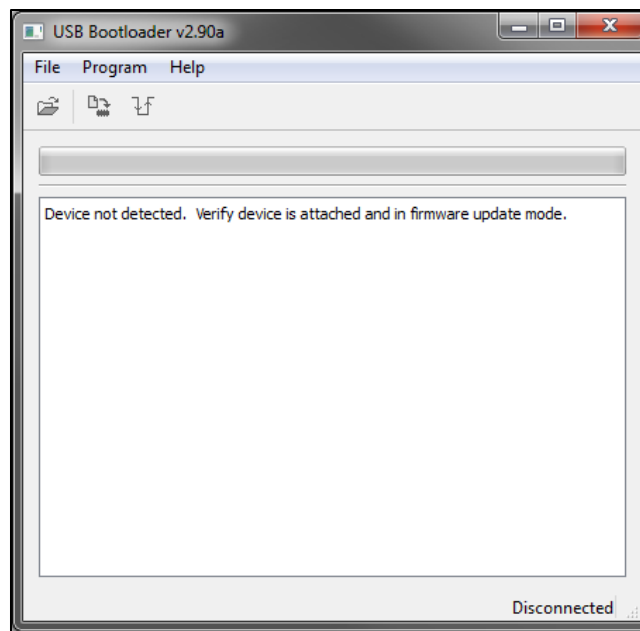 USB Bootloader v2.90a
File Program Help
Device not detected. Verify device is attached and in firmware update mode.
Disconnected